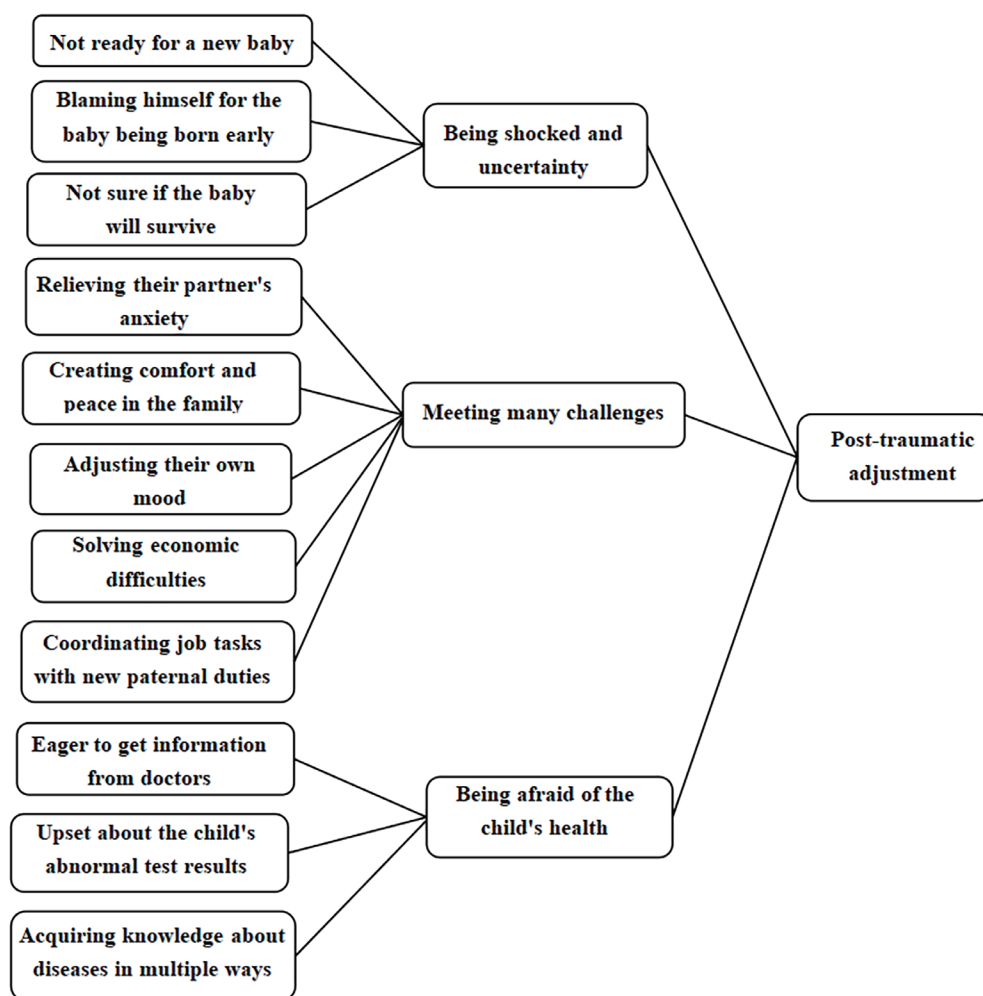 Not ready for a new baby
Blaming himself for the
baby being born early
Not sure if the baby
will survive
Relieving their partner's
anxiety
Creating comfort and
peace in the family
Adjusting their own
mood
Solving economic
difficulties
Coordinating job tasks
with new paternal duties
Eager to get information
from doctors
Upset about the child's
abnormal test results
Acquiring knowledge about
diseases in multiple ways
Being shocked and
uncertainty
Meeting many challenges
Being afraid of the
child's health
Post-traumatic
adjustment